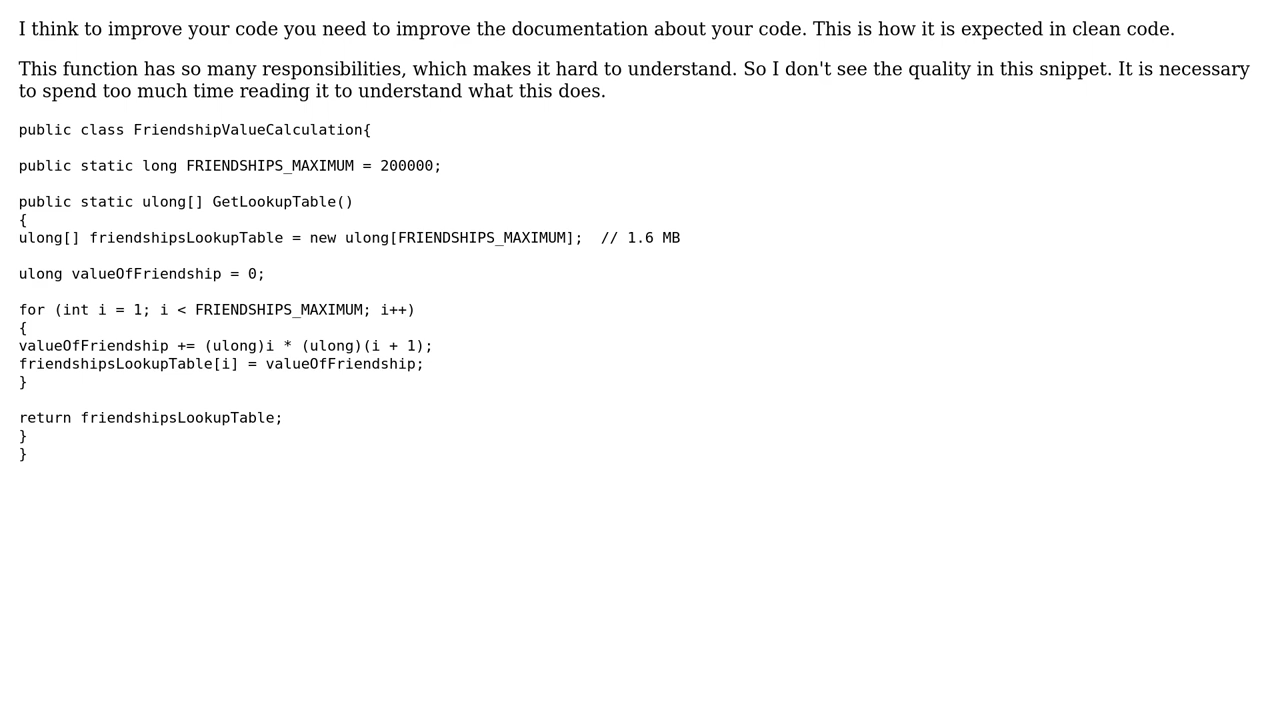 I think to improve your code you need to improve the documentation about your code. This is how it is expected in clean code.
This function has so many responsibilities, which makes it hard to understand. So I don't see the quality in this snippet. It is necessary
to spend too much time reading it to understand what this does.
public class FriendshipValueCalculation{
public static long FRIENDSHIPS_MAXIMUM = 200000;
public static ulong[] GetLookupTable()
{
ulong[] friendshipsLookupTable = new ulong[FRIENDSHIPS_MAXIMUM];  // 1.6 MB
ulong valueOfFriendship = 0;
for (int i = 1; i < FRIENDSHIPS_MAXIMUM; i++)
{
valueOfFriendship += (ulong)i * (ulong)(i + 1);
friendshipsLookupTable[i] = valueOfFriendship;
}
return friendshipsLookupTable;
}
}